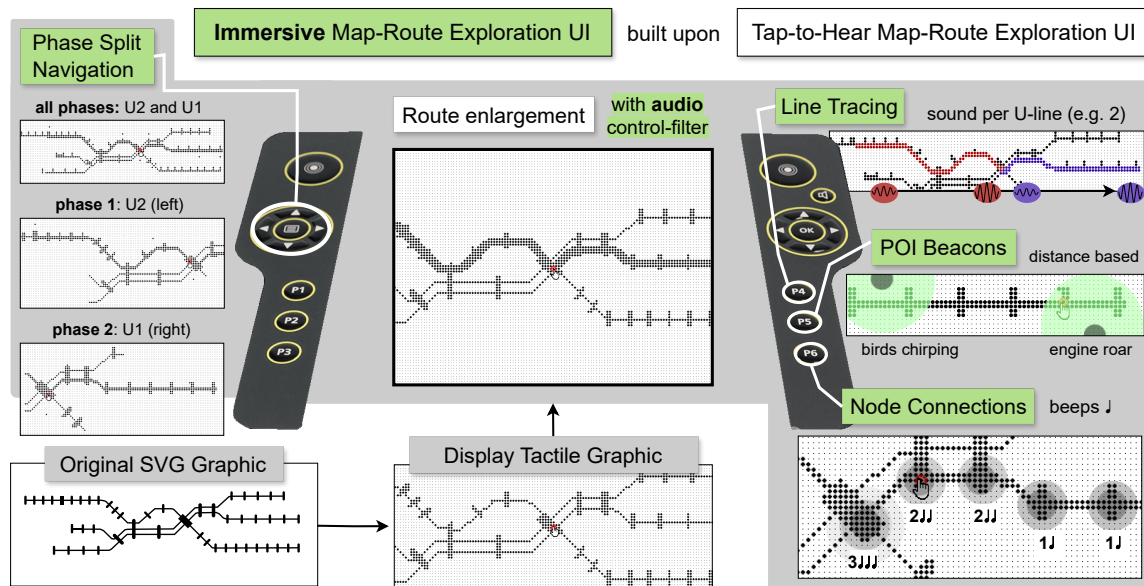 Immersive Map-Route Exploration UI
built upon
Tap-to-Hear Map-Route Exploration UI
Phase Split
Navigation
all phases: U2 and U1
phase 1: U2 (left)
phase 2: U1 (right)
P1
P2
P3
Route enlargement
with audio
control-filter
Line Tracing
sound per U-line (e.g. 2)
OK
POI Beacons
distance based
P4
P5
P6
birds chirping
engine roar
Node Connections
beeps ♩
2♩♩
2♩♩
1♩
1♩
3♩♩♩
Original SVG Graphic
Display Tactile Graphic